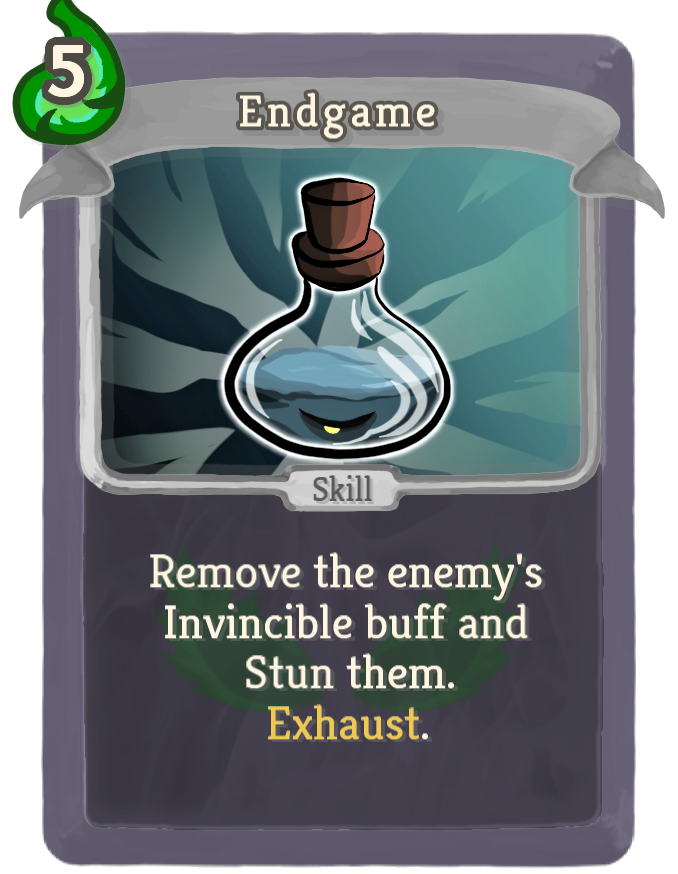 5
Endgame
Skill
Remove the enemy's
Invincible buff and
Stun them.
Exhaust.